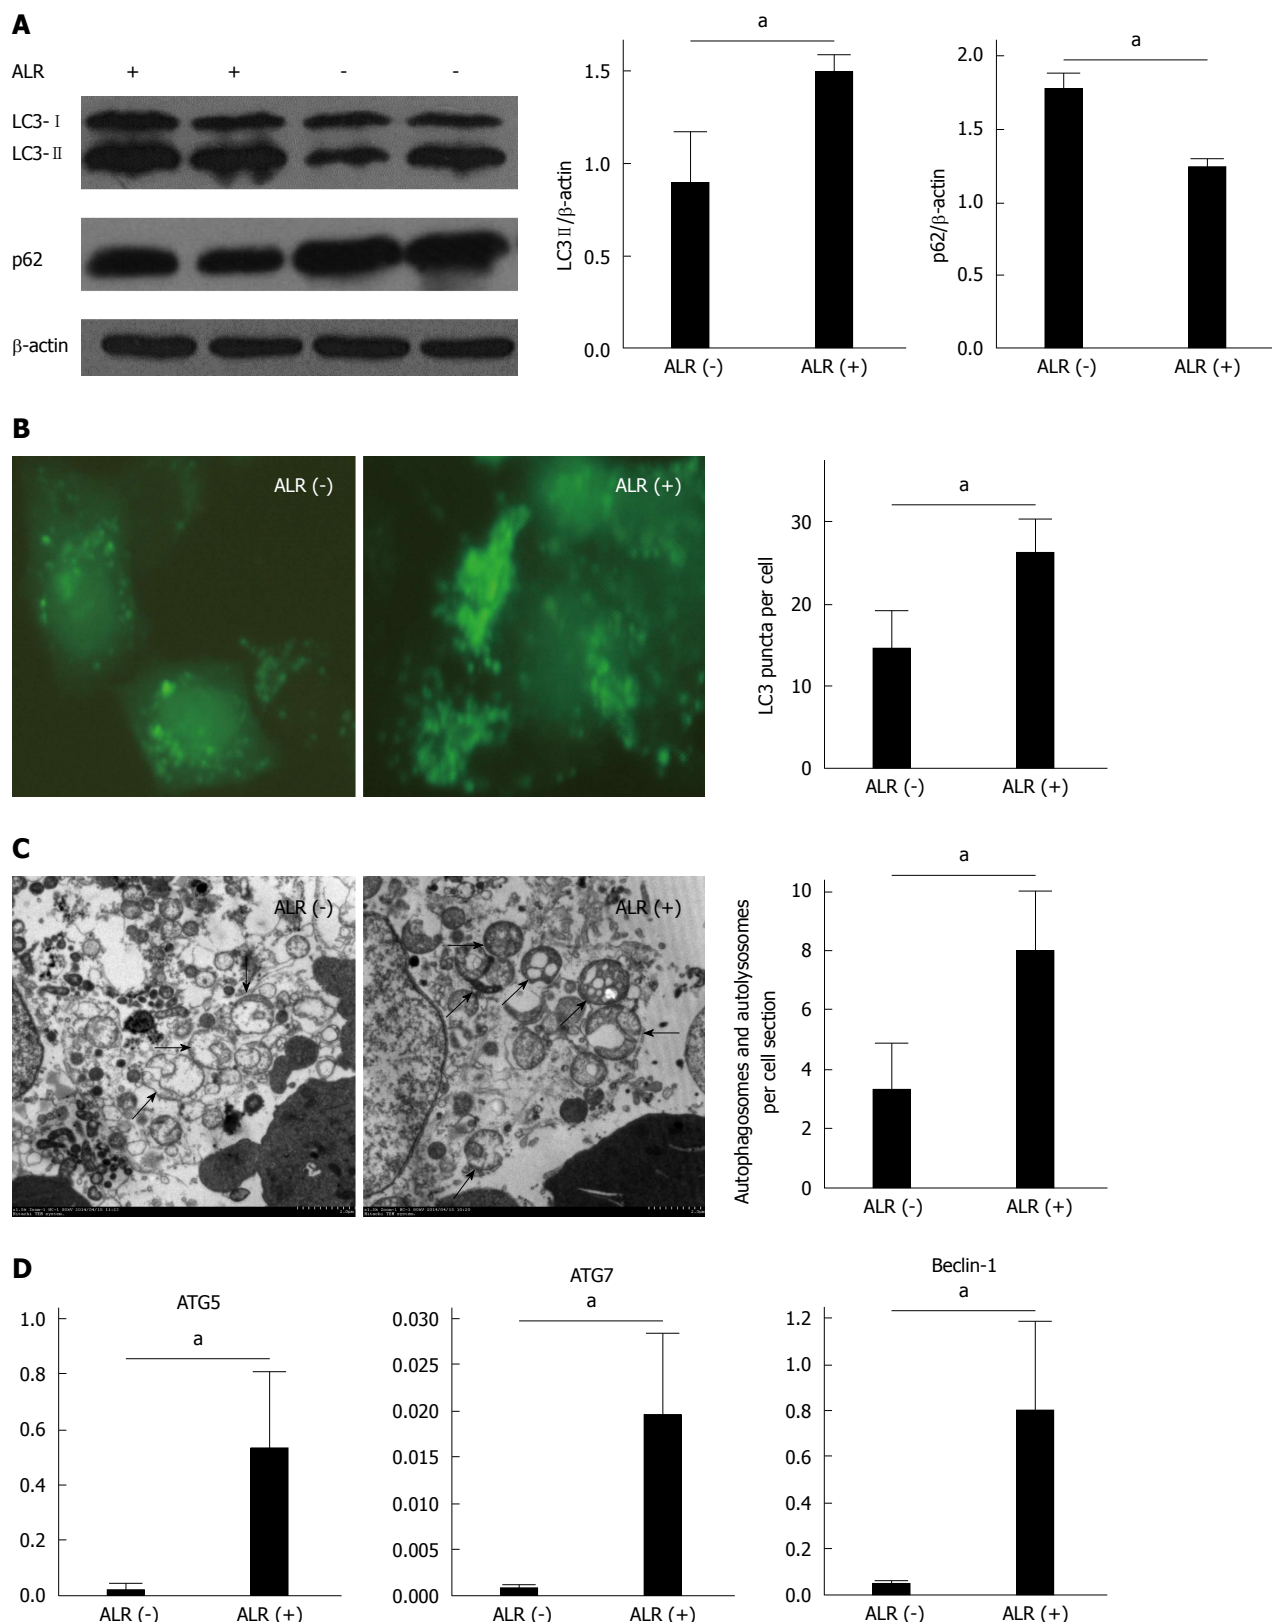 A
ALR + + - -
LC3-Ⅰ
LC3-Ⅱ
p62
β-actin
a
LC3Ⅱ/β-actin
1.5
1.0
0.5
0.0
ALR (-) ALR (+)
a
p62/β-actin
2.0
1.5
1.0
0.5
0.0
ALR (-) ALR (+)
B
ALR (-)
ALR (+)
a
LC3 puncta per cell
30
20
10
0
ALR (-) ALR (+)
C
ALR (-)
ALR (+)
a
Autophagosomes and autolysosomes
per cell section
10
8
6
4
2
0
ALR (-) ALR (+)
D
ATG5
a
1.0
0.8
0.6
0.4
0.2
0.0
ALR (-) ALR (+)
ATG7
a
0.030
0.025
0.020
0.015
0.010
0.005
0.000
ALR (-) ALR (+)
Beclin-1
a
1.2
1.0
0.8
0.6
0.4
0.2
0.0
ALR (-) ALR (+)